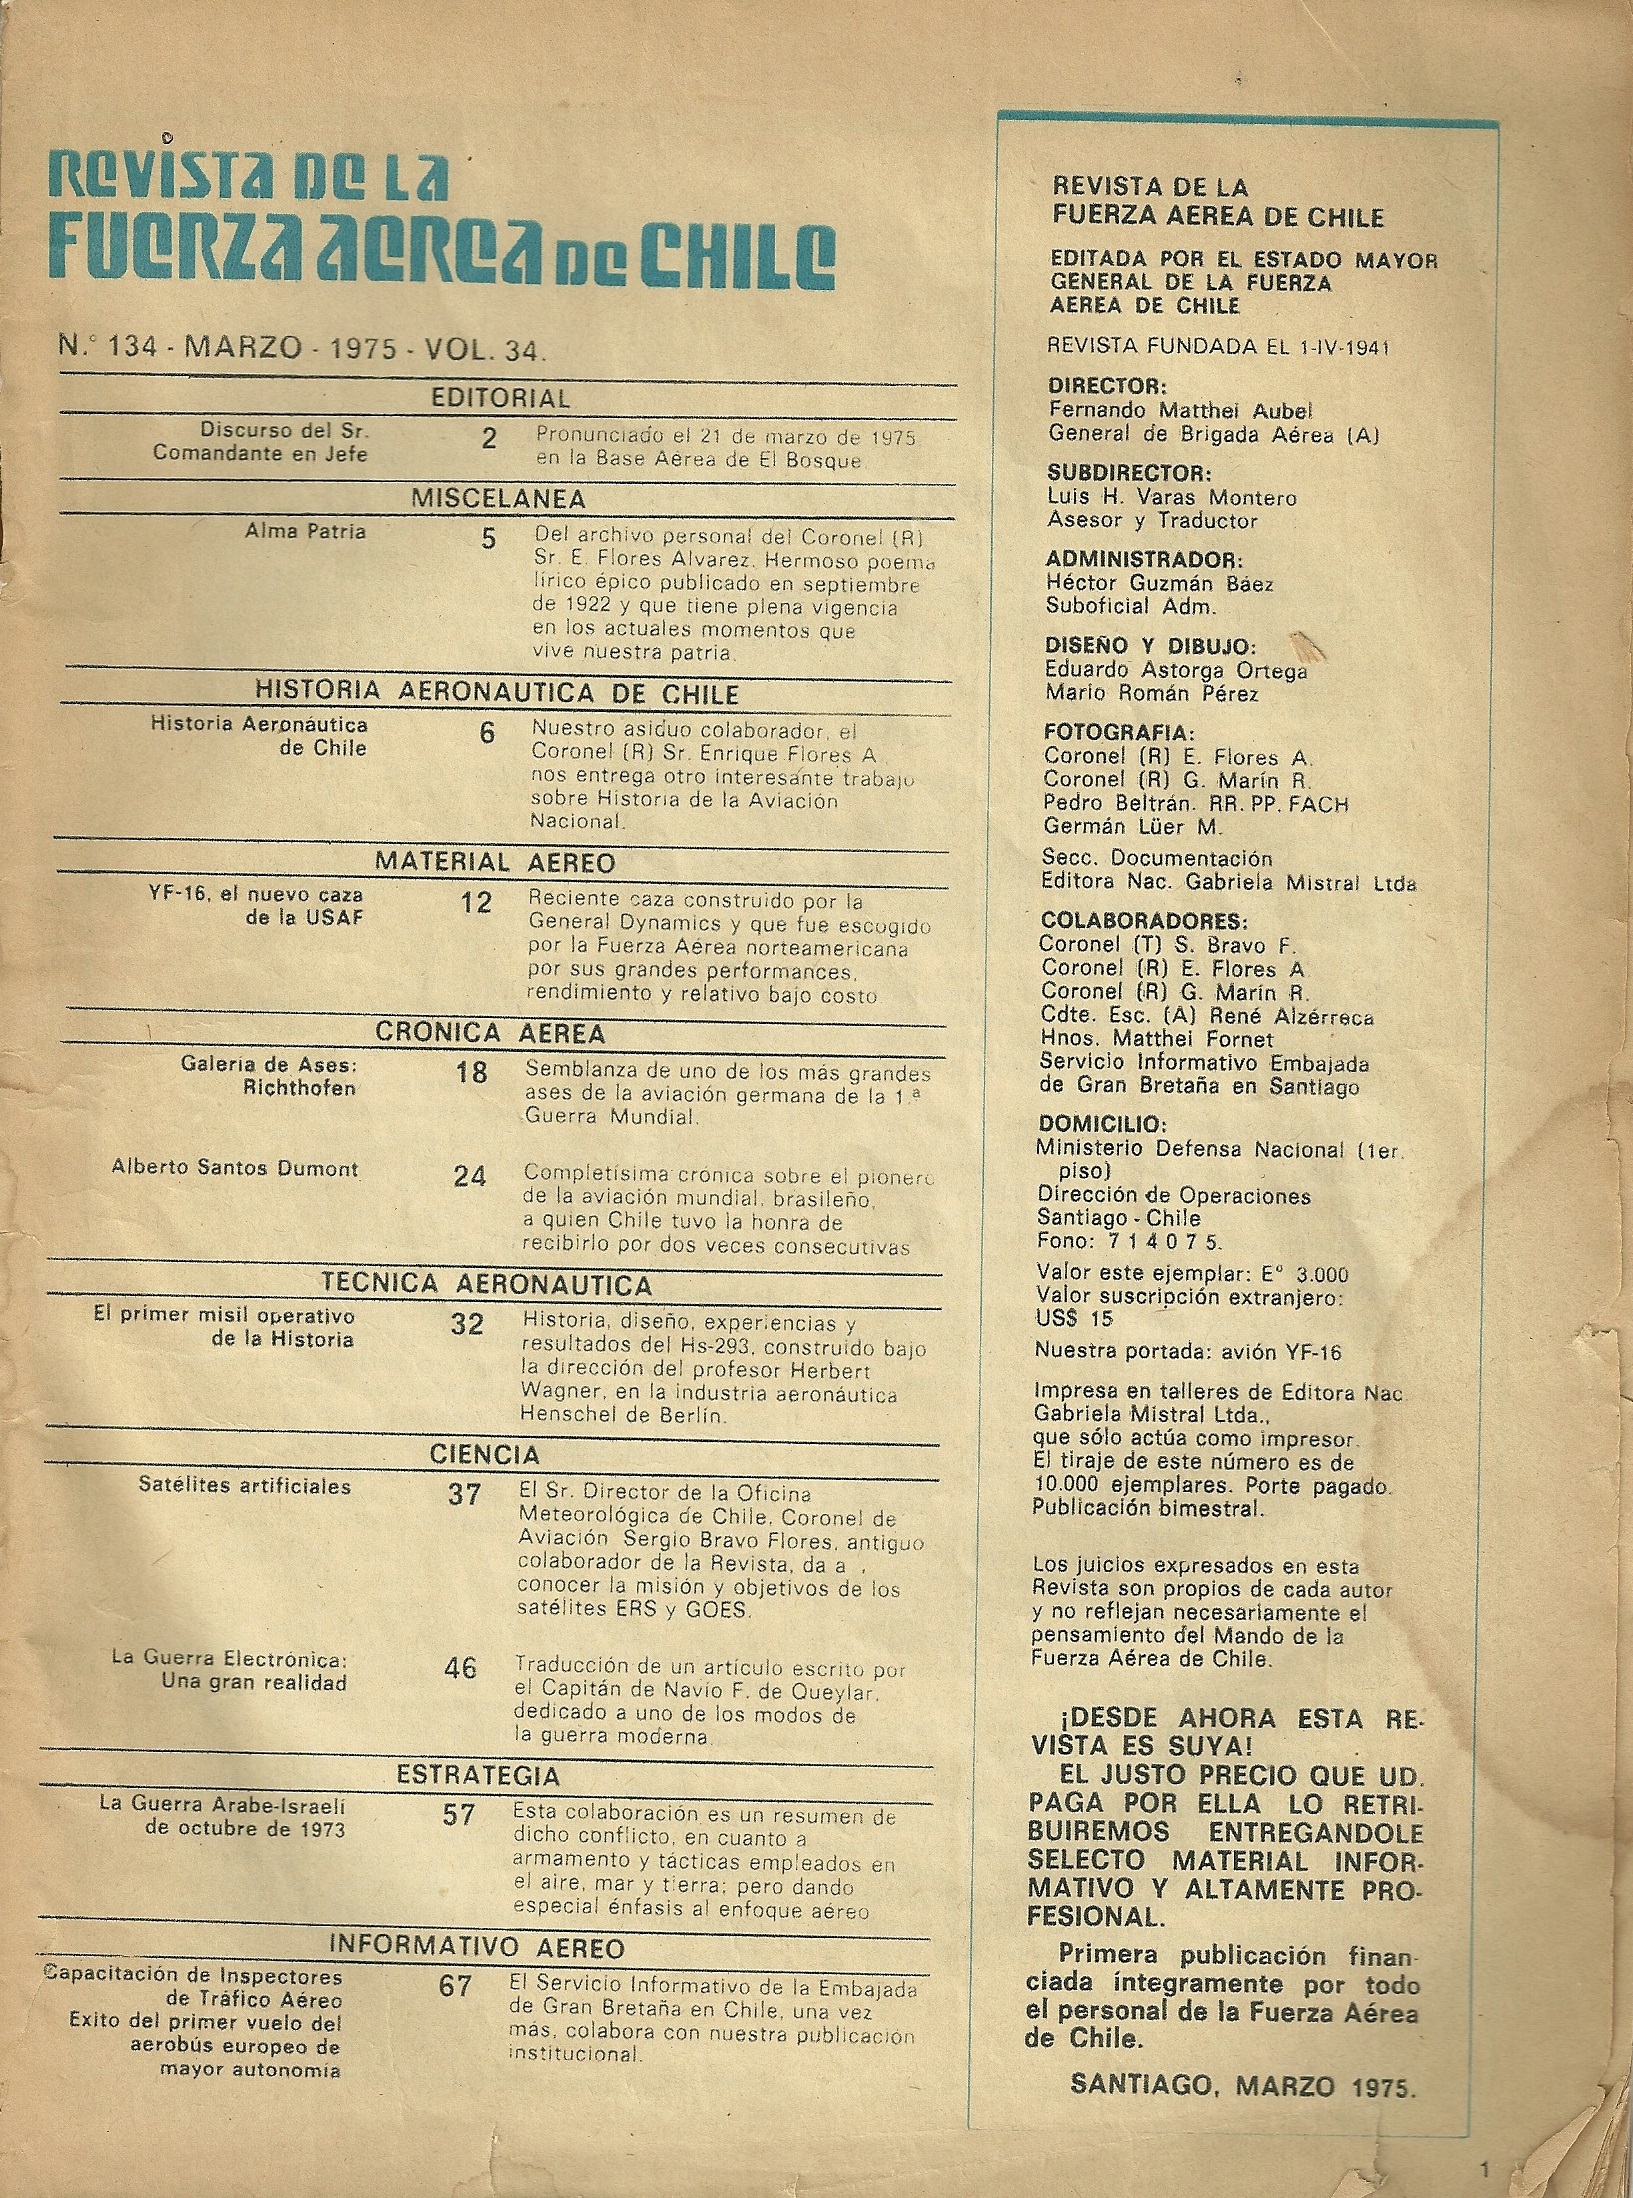 REVISTA DE LA
FUERZA AEREA DE CHILE
N.° 134 - MARZO - 1975 - VOL. 34.
EDITORIAL
Discurso del Sr.
Comandante en Jefe
2
Pronunciado el 21 de marzo de 1975
en la Base Aérea de El Bosque.
MISCELANEA
Alma Patria
5
Del archivo personal del Coronel (R)
Sr. E. Flores Alvarez. Hermoso poema
lírico épico publicado en septiembre
de 1922 y que tiene plena vigencia
en los actuales momentos que
vive nuestra patria.
HISTORIA AERONAUTICA DE CHILE
Historia Aeronáutica
de Chile
6
Nuestro asiduo colaborador, el
Coronel (R) Sr. Enrique Flores A.
nos entrega otro interesante trabajo
sobre Historia de la Aviación
Nacional.
MATERIAL AEREO
YF-16, el nuevo caza
de la USAF
12
Reciente caza construido por la
General Dynamics y que fue escogido
por la Fuerza Aérea norteamericana
por sus grandes performances,
rendimiento y relativo bajo costo
CRONICA AEREA
Galería de Ases:
Richthofen
18
Semblanza de uno de los más grandes
ases de la aviación germana de la 1.ª
Guerra Mundial.
Alberto Santos Dumont
24
Completísima crónica sobre el pionero
de la aviación mundial, brasileño,
a quien Chile tuvo la honra de
recibirlo por dos veces consecutivas
TECNICA AERONAUTICA
El primer misil operativo
de la Historia
32
Historia, diseño, experiencias y
resultados del Hs-293, construido bajo
la dirección del profesor Herbert
Wagner, en la industria aeronáutica
Henschel de Berlín.
CIENCIA
Satélites artificiales
37
El Sr. Director de la Oficina
Meteorológica de Chile, Coronel de
Aviación Sergio Bravo Flores, antiguo
colaborador de la Revista, da a
conocer la misión y objetivos de los
satélites ERS y GOES.
La Guerra Electrónica:
Una gran realidad
46
Traducción de un artículo escrito por
el Capitán de Navío F. de Queylar,
dedicado a uno de los modos de
la guerra moderna.
ESTRATEGIA
La Guerra Arabe-Israelí
de octubre de 1973
57
Esta colaboración es un resumen de
dicho conflicto, en cuanto a
armamento y tácticas empleados en
el aire, mar y tierra; pero dando
especial énfasis al enfoque aéreo
INFORMATIVO AEREO
Capacitación de Inspectores
de Tráfico Aéreo
Exito del primer vuelo del
aerobús europeo de
mayor autonomía
67
El Servicio Informativo de la Embajada
de Gran Bretaña en Chile, una vez
más, colabora con nuestra publicación
institucional.
REVISTA DE LA
FUERZA AEREA DE CHILE
EDITADA POR EL ESTADO MAYOR
GENERAL DE LA FUERZA
AEREA DE CHILE
REVISTA FUNDADA EL 1-IV-1941
DIRECTOR:
Fernando Matthei Aubel
General de Brigada Aérea (A)
SUBDIRECTOR:
Luis H. Varas Montero
Asesor y Traductor
ADMINISTRADOR:
Héctor Guzmán Báez
Suboficial Adm.
DISEÑO Y DIBUJO:
Eduardo Astorga Ortega
Mario Román Pérez
FOTOGRAFIA:
Coronel (R) E. Flores A.
Coronel (R) G. Marín R.
Pedro Beltrán. RR. PP. FACH
Germán Lüer M.
Secc. Documentación
Editora Nac. Gabriela Mistral Ltda
COLABORADORES:
Coronel (T) S. Bravo F.
Coronel (R) E. Flores A
Coronel (R) G. Marín R.
Cdte. Esc. (A) René Alzérreca
Hnos. Matthei Fornet
Servicio Informativo Embajada
de Gran Bretaña en Santiago
DOMICILIO:
Ministerio Defensa Nacional (1er.
piso)
Dirección de Operaciones
Santiago - Chile
Fono: 7 1 4 0 7 5.
Valor este ejemplar: Eº 3.000
Valor suscripción extranjero:
US$ 15
Nuestra portada: avión YF-16
Impresa en talleres de Editora Nac.
Gabriela Mistral Ltda.,
que sólo actúa como impresor.
El tiraje de este número es de
10.000 ejemplares. Porte pagado.
Publicación bimestral.
Los juicios expresados en esta
Revista son propios de cada autor
y no reflejan necesariamente el
pensamiento del Mando de la
Fuerza Aérea de Chile.
¡DESDE AHORA ESTA RE-
VISTA ES SUYA!
EL JUSTO PRECIO QUE UD.
PAGA POR ELLA LO RETRI-
BUIREMOS ENTREGANDOLE
SELECTO MATERIAL INFOR-
MATIVO Y ALTAMENTE PRO-
FESIONAL.
Primera publicación finan-
ciada íntegramente por todo
el personal de la Fuerza Aérea
de Chile.
SANTIAGO, MARZO 1975.
1